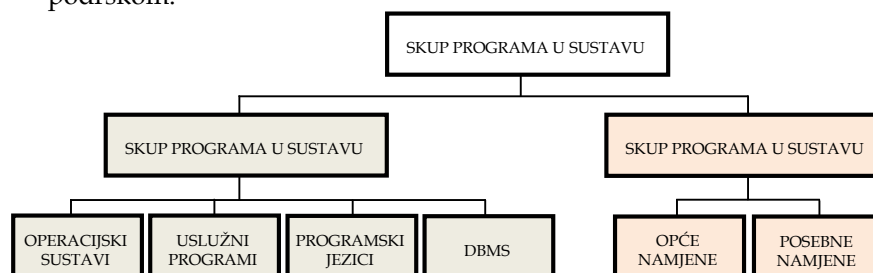 podrškom.
SKUP PROGRAMA U SUSTAVU
SKUP PROGRAMA U SUSTAVU
SKUP PROGRAMA U SUSTAVU
OPERACIJSKI
SUSTAVI
USLUŽNI
PROGRAMI
PROGRAMSKI
JEZICI
DBMS
OPĆE
NAMJENE
POSEBNE
NAMJENE